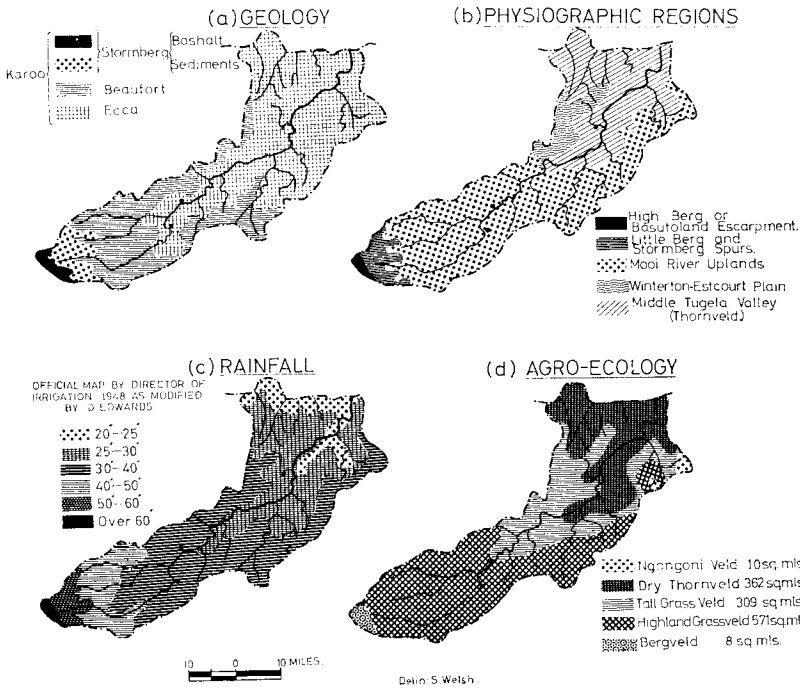 (a) GEOLOGY
Karoo
Stormberg
Bashalt
Sediments
Beaufort
Ecca
(b) PHYSIOGRAPHIC REGIONS
High Berg or
Basutoland Escarpment.
Little Berg and
Stormberg Spurs.
Mooi River Uplands
Winterton-Estcourt Plain
Middle Tugela Valley
(Thornveld)
(c) RAINFALL
OFFICIAL MAP BY DIRECTOR OF
IRRIGATION 1948 AS MODIFIED
BY D EDWARDS
20"-25"
25"-30"
30"-40"
40"-50"
50"-60"
Over 60"
(d) AGRO-ECOLOGY
Ngongoni Veld 10 sq. mls.
Dry Thornveld 362 sq mls.
Tall Grass Veld 309 sq mls.
Highland Grassveld 571 sq. mls
Bergveld 8 sq mls.
10 0 10 MILES.
Delin: S. Welsh.